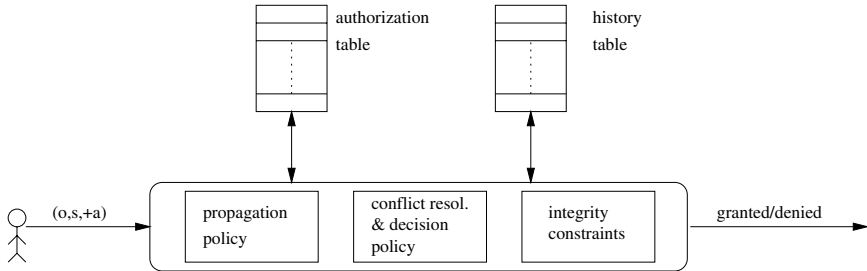 authorization
table
history
table
(o,s,+a)
propagation
policy
conflict resol.
& decision
policy
integrity
constraints
granted/denied